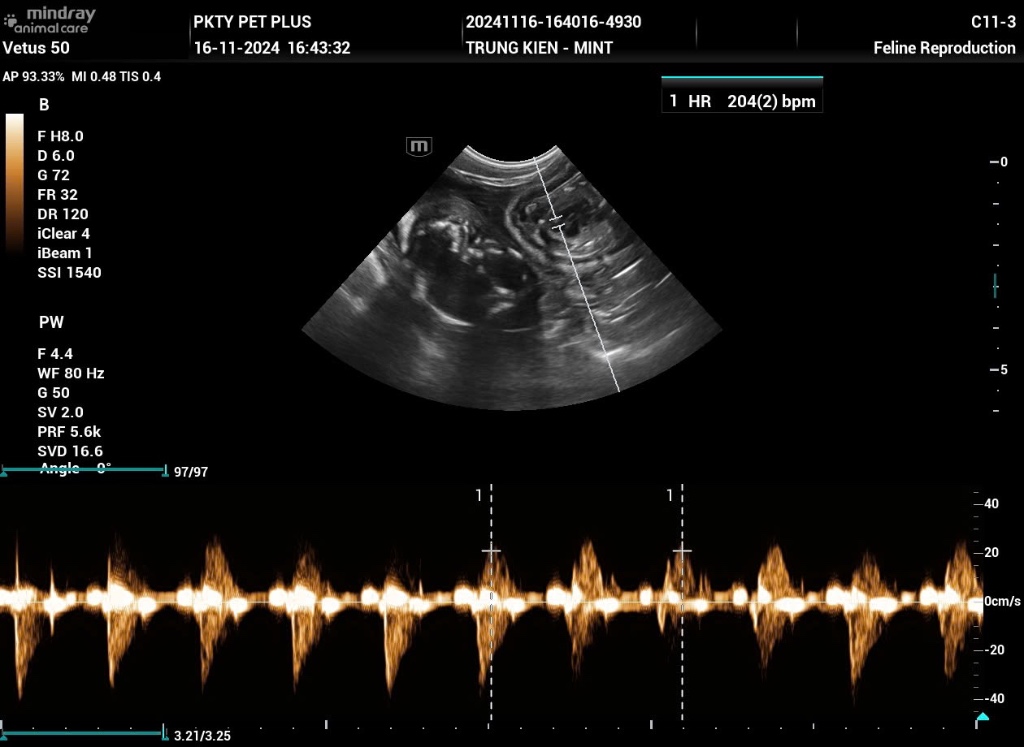 mindray
animal care
Vetus 50
PKTY PET PLUS
16-11-2024 16:43:32
20241116-164016-4930
TRUNG KIEN - MINT
C11-3
Feline Reproduction
AP 93.33% MI 0.48 TIS 0.4
1 HR 204(2) bpm
B
F H8.0
D 6.0
G 72
FR 32
DR 120
iClear 4
iBeam 1
SSI 1540
m
0
5
PW
F 4.4
WF 80 Hz
G 50
SV 2.0
PRF 5.6k
SVD 16.6
Angle 0°
97/97
1
1
40
20
0cm/s
-20
-40
3.21/3.25